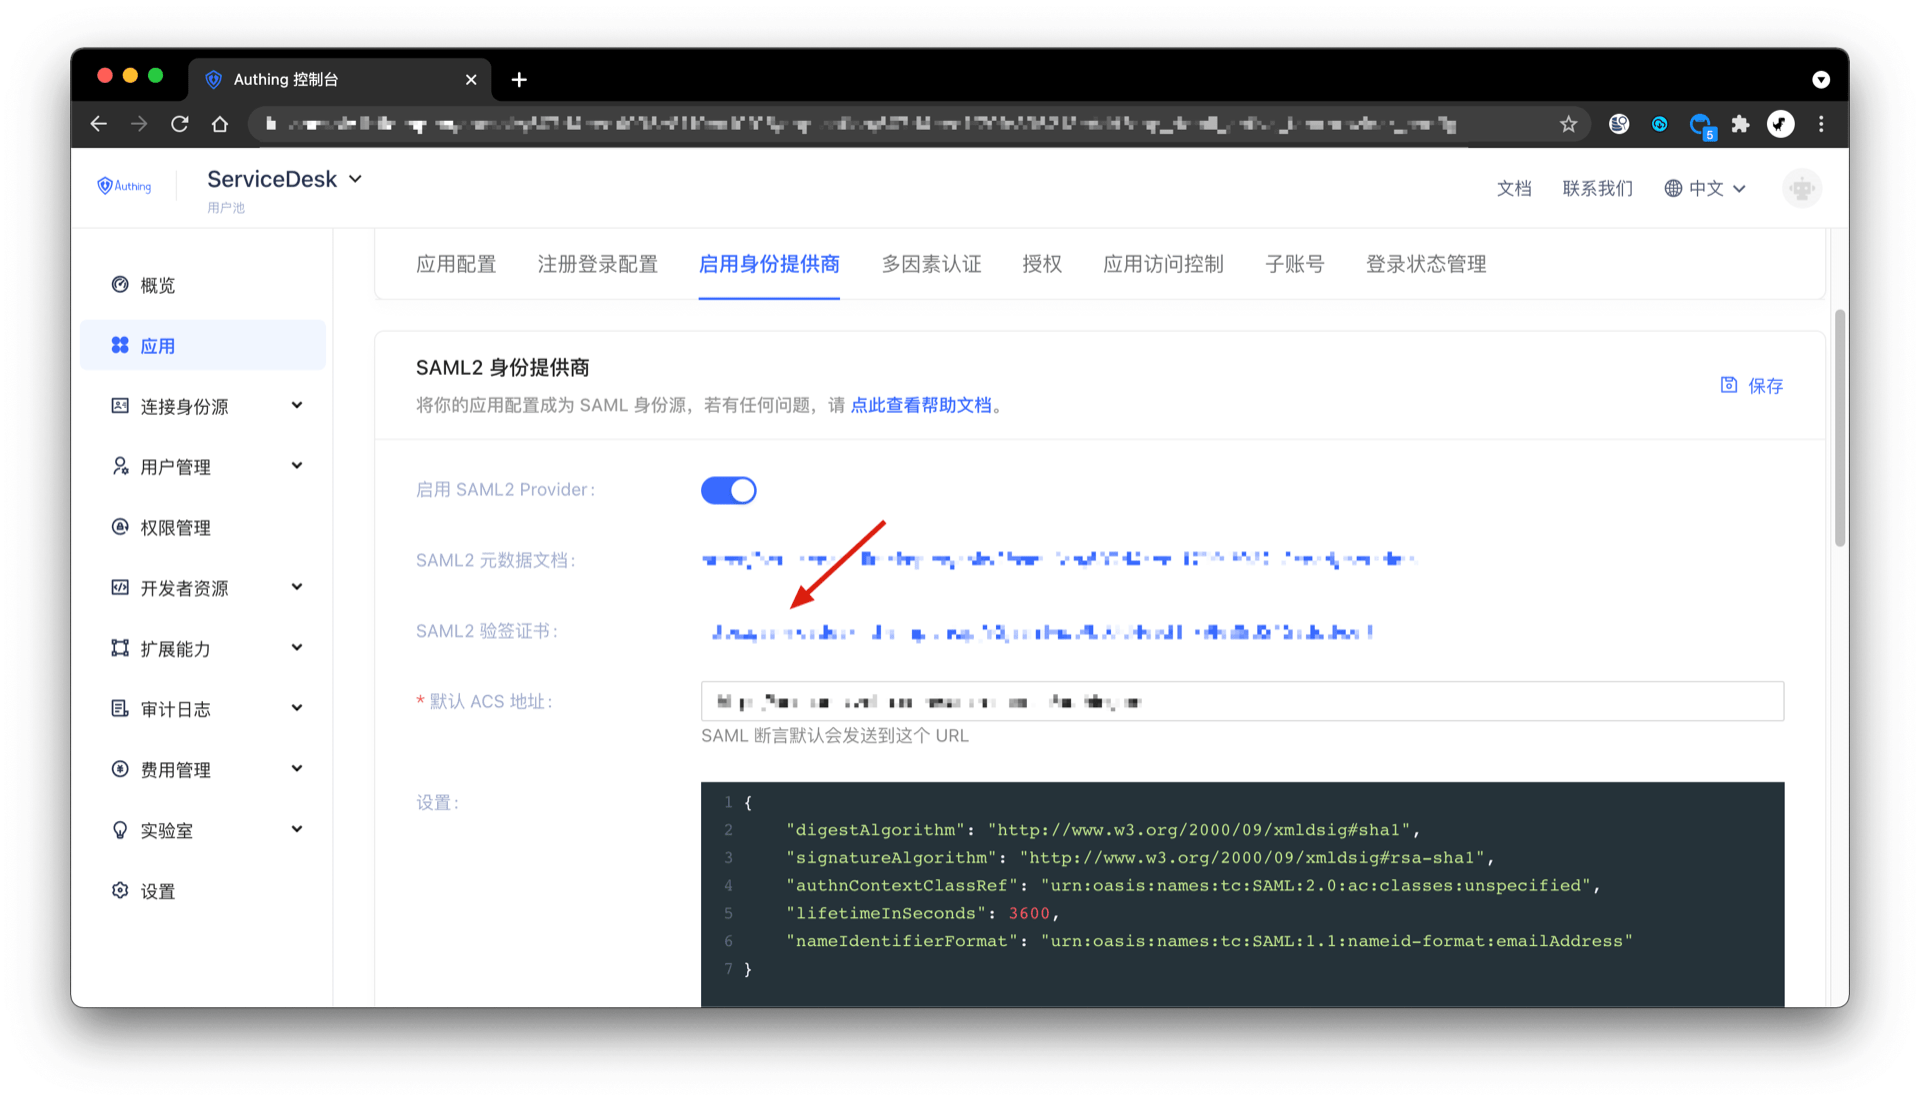 Authing 控制台
5
Authing
ServiceDesk
用户池
文档 联系我们 中文
概览
应用
连接身份源
用户管理
权限管理
开发者资源
扩展能力
审计日志
费用管理
实验室
设置
应用配置 注册登录配置 启用身份提供商 多因素认证 授权 应用访问控制 子账号 登录状态管理
SAML2 身份提供商
将你的应用配置成为 SAML 身份源，若有任何问题，请 点此查看帮助文档。
保存
启用 SAML2 Provider:
SAML2 元数据文档:
SAML2 验签证书:
* 默认 ACS 地址:
SAML 断言默认会发送到这个 URL
设置:
1 {
2 "digestAlgorithm": "http://www.w3.org/2000/09/xmldsig#sha1",
3 "signatureAlgorithm": "http://www.w3.org/2000/09/xmldsig#rsa-sha1",
4 "authnContextClassRef": "urn:oasis:names:tc:SAML:2.0:ac:classes:unspecified",
5 "lifetimeInSeconds": 3600,
6 "nameIdentifierFormat": "urn:oasis:names:tc:SAML:1.1:nameid-format:emailAddress"
7 }